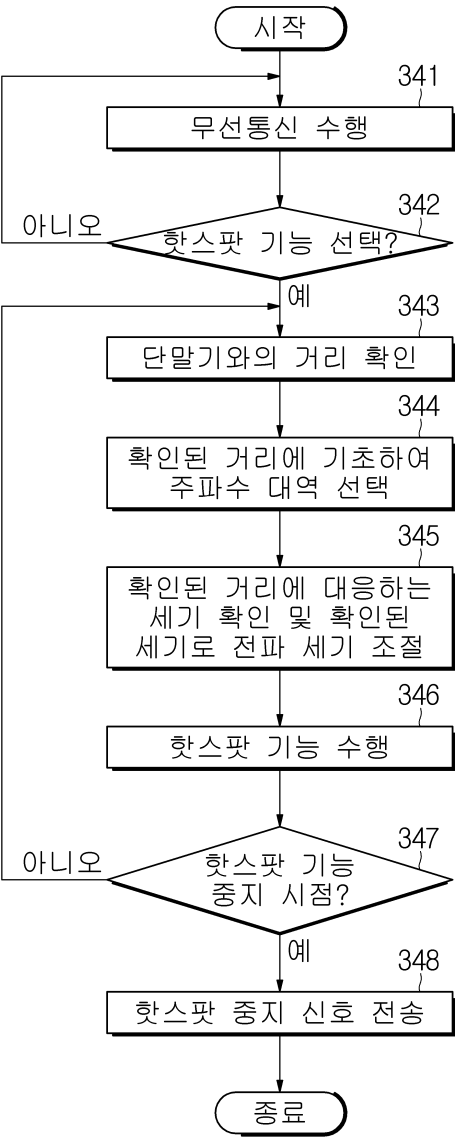 시작
341
무선통신 수행
342
아니오
핫스팟 기능 선택?
예
343
단말기와의 거리 확인
344
확인된 거리에 기초하여
주파수 대역 선택
345
확인된 거리에 대응하는
세기 확인 및 확인된
세기로 전파 세기 조절
346
핫스팟 기능 수행
347
아니오
핫스팟 기능
중지 시점?
예
348
핫스팟 중지 신호 전송
종료